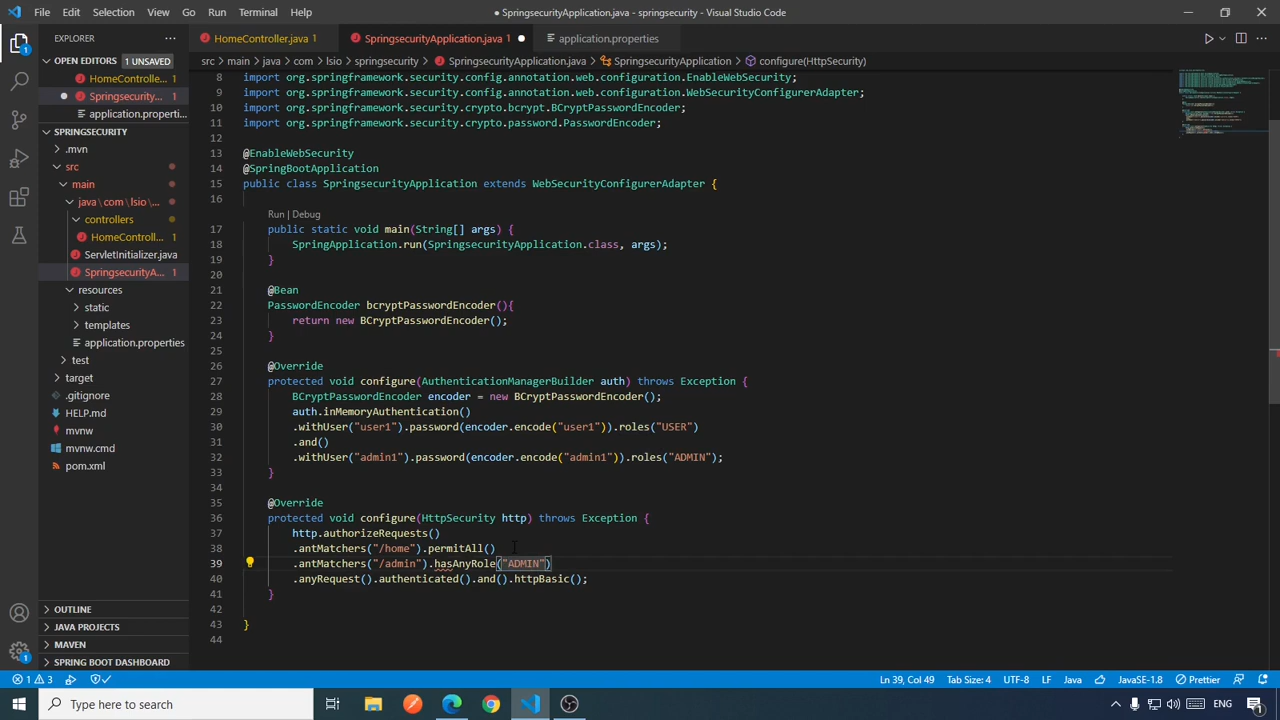 File Edit Selection View Go Run Terminal Help
● SpringsecurityApplication.java - springsecurity - Visual Studio Code
EXPLORER
HomeController.java 1
SpringsecurityApplication.java 1
application.properties
OPEN EDITORS 1 UNSAVED
src > main > java > com > lsio > springsecurity > SpringsecurityApplication.java > SpringsecurityApplication > configure(HttpSecurity)
HomeControlle... 1
Springsecurity... 1
application.properti...
SPRINGSECURITY
.mvn
src
main
java \ com \ lsio \...
controllers
HomeControll... 1
ServletInitializer.java
SpringsecurityA... 1
resources
static
templates
application.properties
test
target
.gitignore
HELP.md
mvnw
mvnw.cmd
pom.xml
OUTLINE
JAVA PROJECTS
MAVEN
SPRING BOOT DASHBOARD
8 import org.springframework.security.config.annotation.web.configuration.EnableWebSecurity;
9 import org.springframework.security.config.annotation.web.configuration.WebSecurityConfigurerAdapter;
10 import org.springframework.security.crypto.bcrypt.BCryptPasswordEncoder;
11 import org.springframework.security.crypto.password.PasswordEncoder;
12
13 @EnableWebSecurity
14 @SpringBootApplication
15 public class SpringsecurityApplication extends WebSecurityConfigurerAdapter {
16
Run | Debug
17 public static void main(String[] args) {
18 SpringApplication.run(SpringsecurityApplication.class, args);
19 }
20
21 @Bean
22 PasswordEncoder bcryptPasswordEncoder(){
23 return new BCryptPasswordEncoder();
24 }
25
26 @Override
27 protected void configure(AuthenticationManagerBuilder auth) throws Exception {
28 BCryptPasswordEncoder encoder = new BCryptPasswordEncoder();
29 auth.inMemoryAuthentication()
30 .withUser("user1").password(encoder.encode("user1")).roles("USER")
31 .and()
32 .withUser("admin1").password(encoder.encode("admin1")).roles("ADMIN");
33 }
34
35 @Override
36 protected void configure(HttpSecurity http) throws Exception {
37 http.authorizeRequests()
38 .antMatchers("/home").permitAll()
39 .antMatchers("/admin").hasAnyRole("ADMIN")
40 .anyRequest().authenticated().and().httpBasic();
41 }
42
43 }
44
1 3
Ln 39, Col 49 Tab Size: 4 UTF-8 LF Java JavaSE-1.8 Prettier
Type here to search
ENG